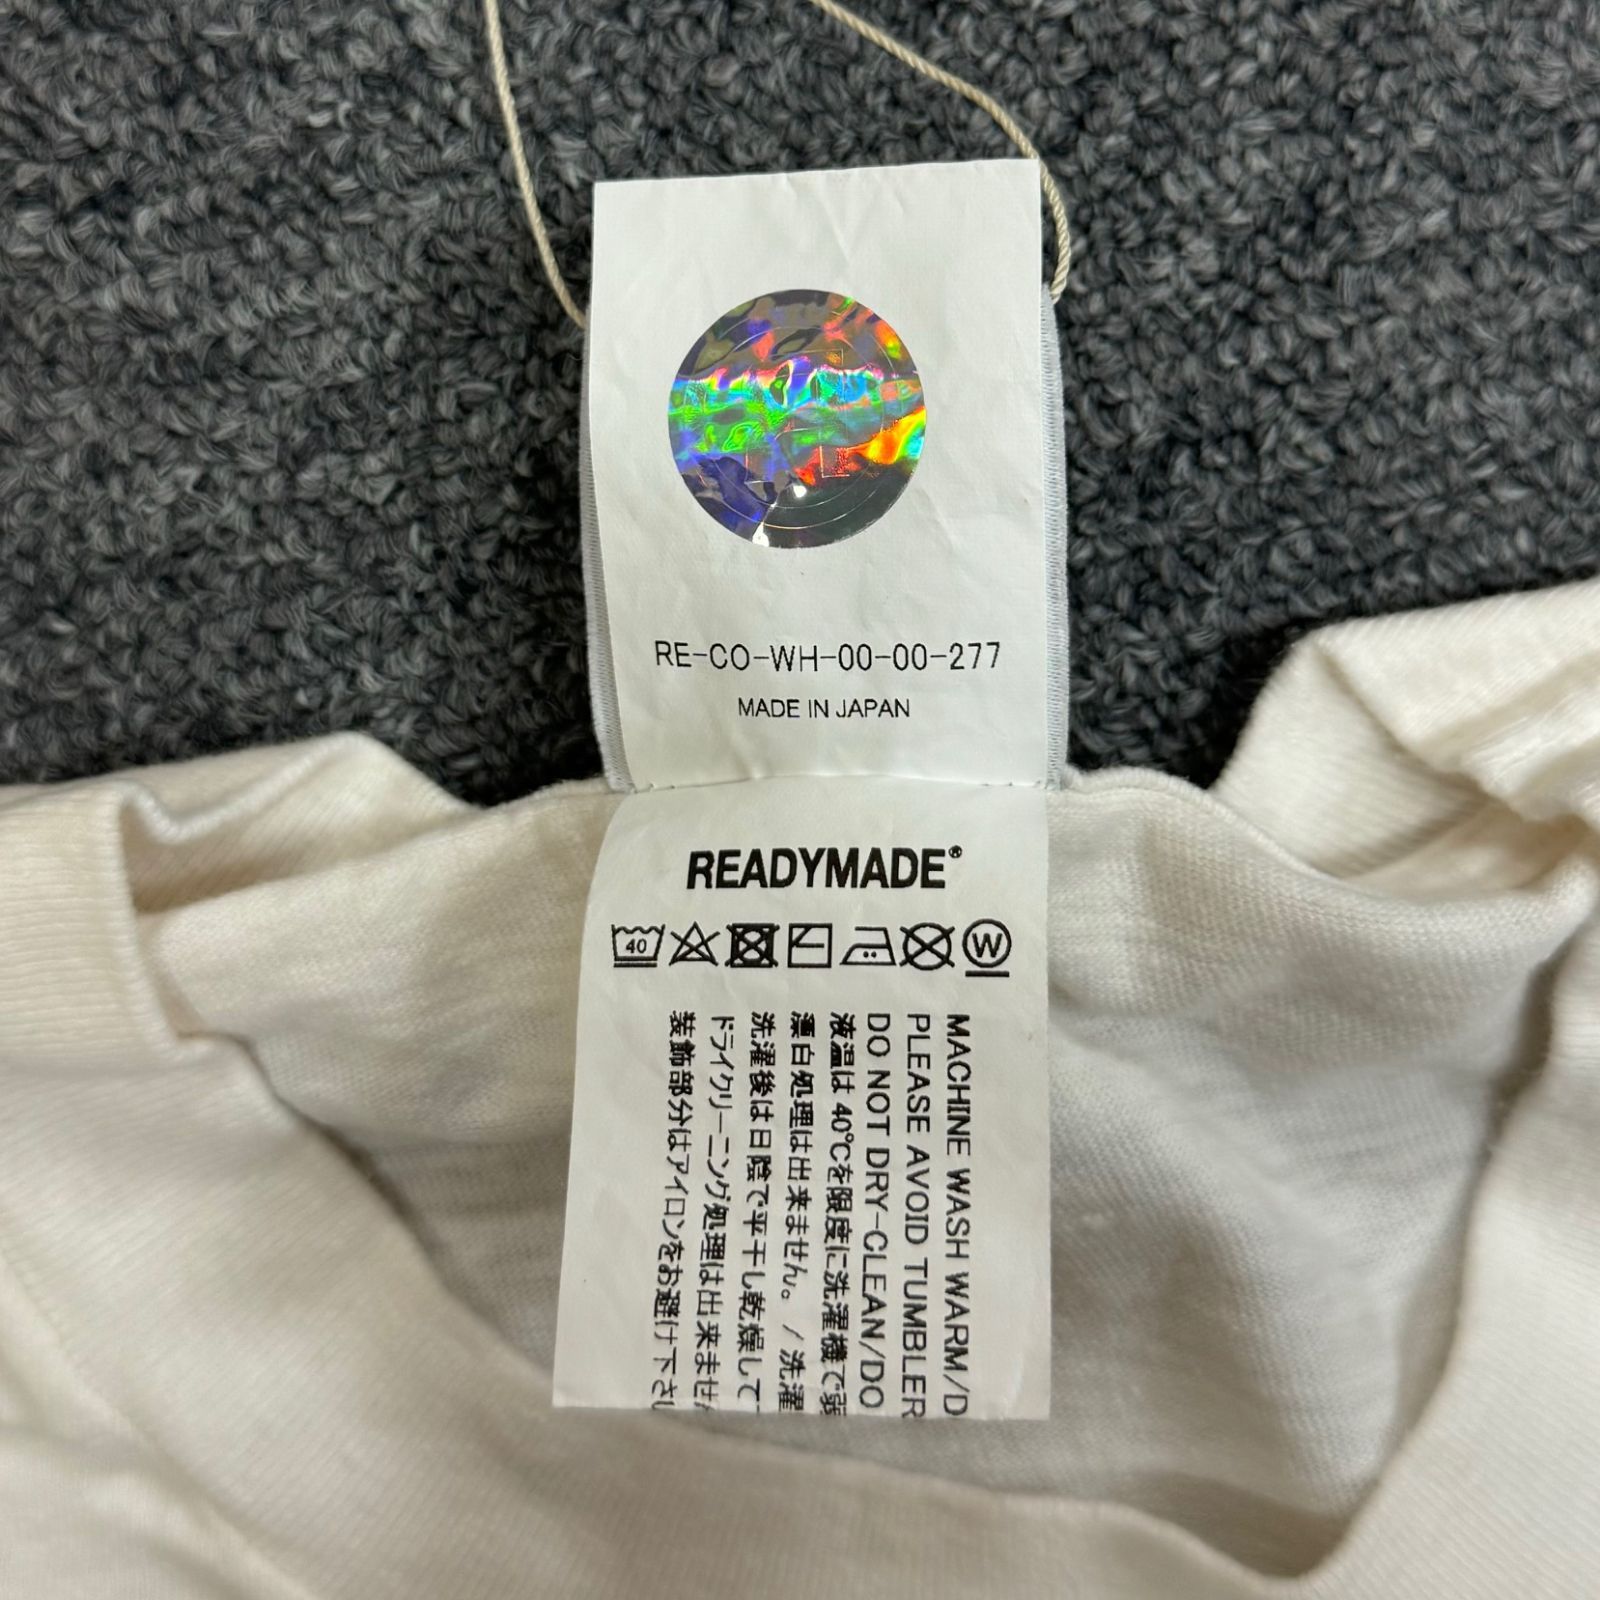 RE-CO-WH-00-00-277
MADE IN JAPAN
READYMADE®
40
W
MACHINE WASH WARM/D
PLEASE AVOID TUMBLER
DO NOT DRY-CLEAN/DO
液温は 40℃を限度に洗濯機で弱
漂白処理は出来ません。/洗濯
洗濯後は日陰で平干し乾燥して
ドライクリーニング処理は出来ませ
装飾部分はアイロンをお避け下さ